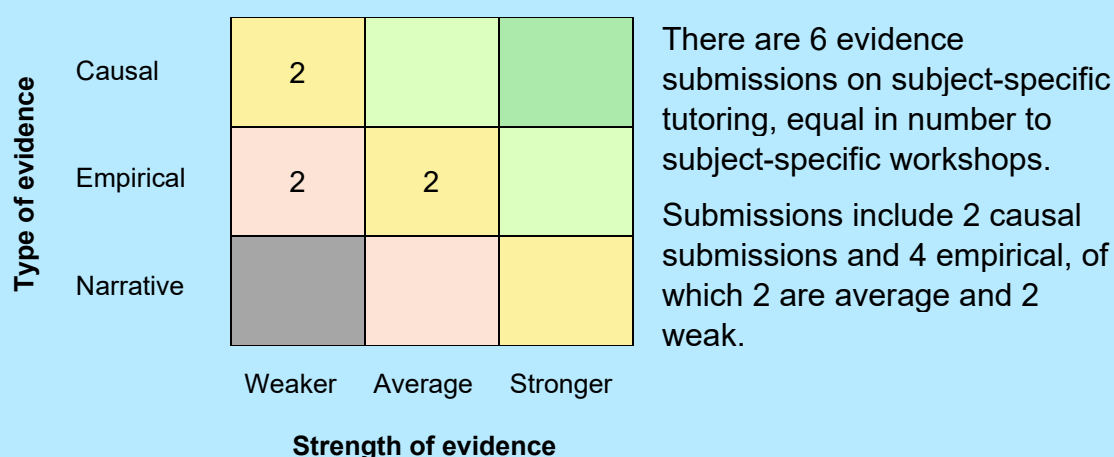 Type of evidence
Causal
2
Empirical
2 2
Narrative
Weaker Average Stronger
Strength of evidence
There are 6 evidence
submissions on subject-specific
tutoring, equal in number to
subject-specific workshops.
Submissions include 2 causal
submissions and 4 empirical, of
which 2 are average and 2
weak.